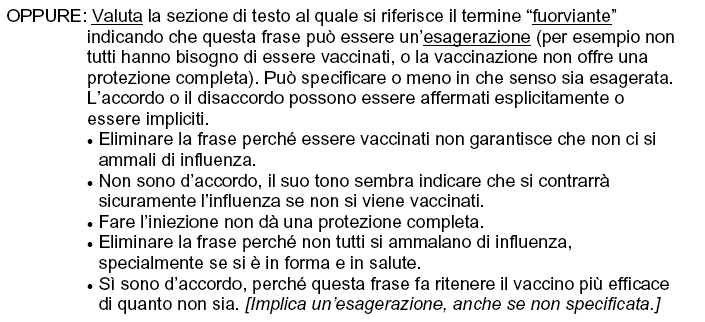 OPPURE: Valuta la sezione di testo al quale si riferisce il termine “fuorviante”
indicando che questa frase può essere un’esagerazione (per esempio non
tutti hanno bisogno di essere vaccinati, o la vaccinazione non offre una
protezione completa). Può specificare o meno in che senso sia esagerata.
L’accordo o il disaccordo possono essere affermati esplicitamente o
essere impliciti.
• Eliminare la frase perché essere vaccinati non garantisce che non ci si
ammali di influenza.
• Non sono d’accordo, il suo tono sembra indicare che si contrarrà
sicuramente l’influenza se non si viene vaccinati.
• Fare l’iniezione non dà una protezione completa.
• Eliminare la frase perché non tutti si ammalano di influenza,
specialmente se si è in forma e in salute.
• Sì sono d’accordo, perché questa frase fa ritenere il vaccino più efficace
di quanto non sia. [Implica un’esagerazione, anche se non specificata.]